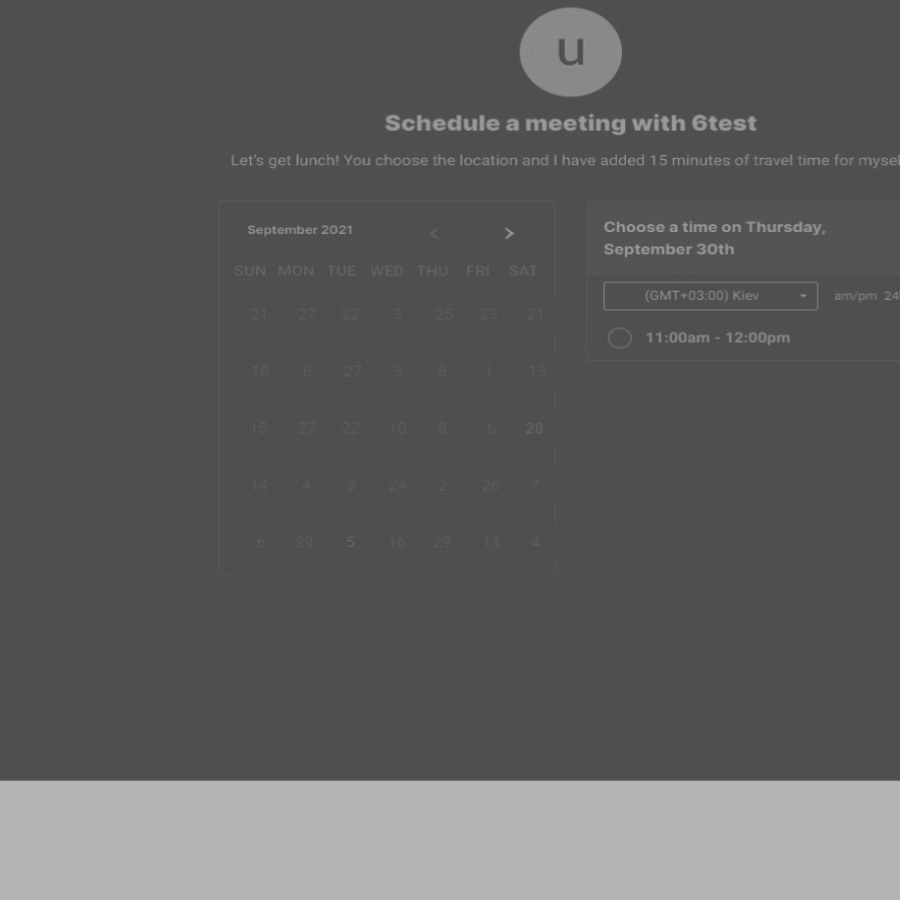 u
Schedule a meeting with 6test
Let's get lunch! You choose the location and I have added 15 minutes of travel time for mysel
September 2021 < >
SUN MON TUE WED THU FRI SAT
21 27 22 3 25 23 21
18 6 27 3 8 1 13
15 27 22 10 8 6 28
14 4 3 24 2 26 7
6 29 5 16 29 13 4
Choose a time on Thursday,
September 30th
(GMT+03:00) Kiev
am/pm 24
11:00am - 12:00pm